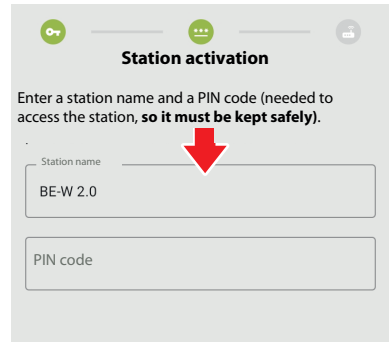 Station activation
Enter a station name and a PIN code (needed to
access the station, so it must be kept safely).
.
Station name
BE-W 2.0
PIN code